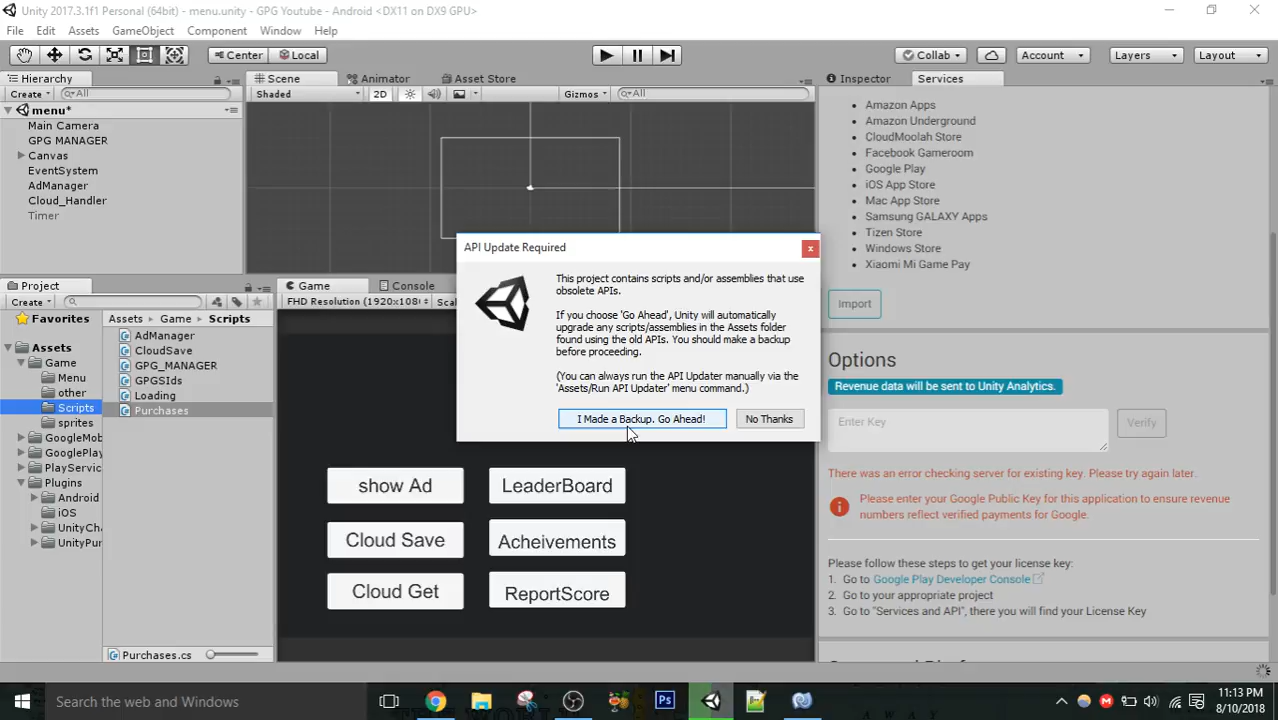 Unity 2017.3.1f1 Personal (64bit) - menu.unity - GPG Youtube - Android <DX11 on DX9 GPU>
File Edit Assets GameObject Component Window Help
Center Local Collab Account Layers Layout
Hierarchy Scene Animator Asset Store Inspector Services
Create All Shaded 2D Gizmos All
menu*
Main Camera
GPG MANAGER
Canvas
EventSystem
AdManager
Cloud_Handler
Timer
Amazon Apps
Amazon Underground
CloudMoolah Store
Facebook Gameroom
Google Play
iOS App Store
Mac App Store
Samsung GALAXY Apps
Tizen Store
Windows Store
Xiaomi Mi Game Pay
Import
Options
Revenue data will be sent to Unity Analytics.
Enter Key
Verify
There was an error checking server for existing key. Please try again later.
Please enter your Google Public Key for this application to ensure revenue
numbers reflect verified payments for Google.
Please follow these steps to get your license key:
1. Go to Google Play Developer Console
2. Go to your appropriate project
3. Go to "Services and API", there you will find your License Key
API Update Required
This project contains scripts and/or assemblies that use
obsolete APIs.
If you choose 'Go Ahead', Unity will automatically
upgrade any scripts/assemblies in the Assets folder
found using the old APIs. You should make a backup
before proceeding.
(You can always run the API Updater manually via the
'Assets/Run API Updater' menu command.)
I Made a Backup. Go Ahead!
No Thanks
Project
Create
Favorites
Assets
Game
Menu
other
Scripts
sprites
GoogleMob
GooglePlay
PlayServic
Plugins
Android
iOS
UnityCha
UnityPur
Assets Game Scripts
AdManager
CloudSave
GPG_MANAGER
GPGSIds
Loading
Purchases
Purchases.cs
Game Console
FHD Resolution (1920x108 Scal
show Ad LeaderBoard
Cloud Save Acheivements
Cloud Get ReportScore
Search the web and Windows
Ps
11:13 PM
8/10/2018